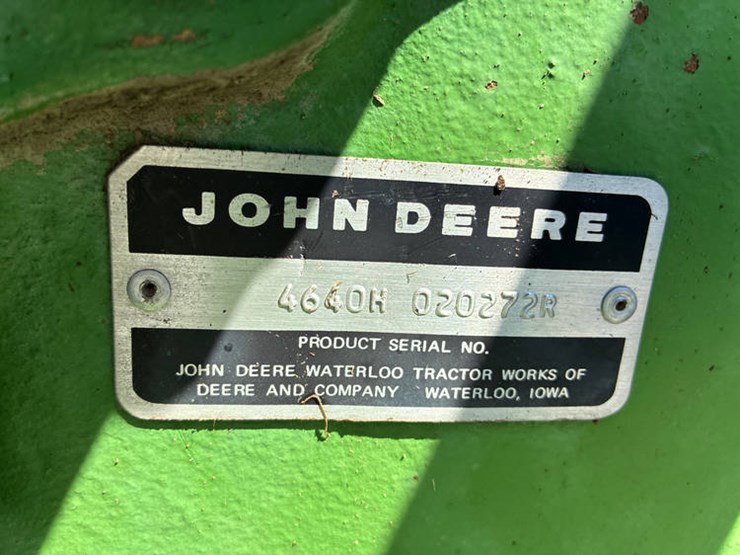 JOHN DEERE
4640H 020272R
PRODUCT SERIAL NO.
JOHN DEERE WATERLOO TRACTOR WORKS OF
DEERE AND COMPANY WATERLOO, IOWA